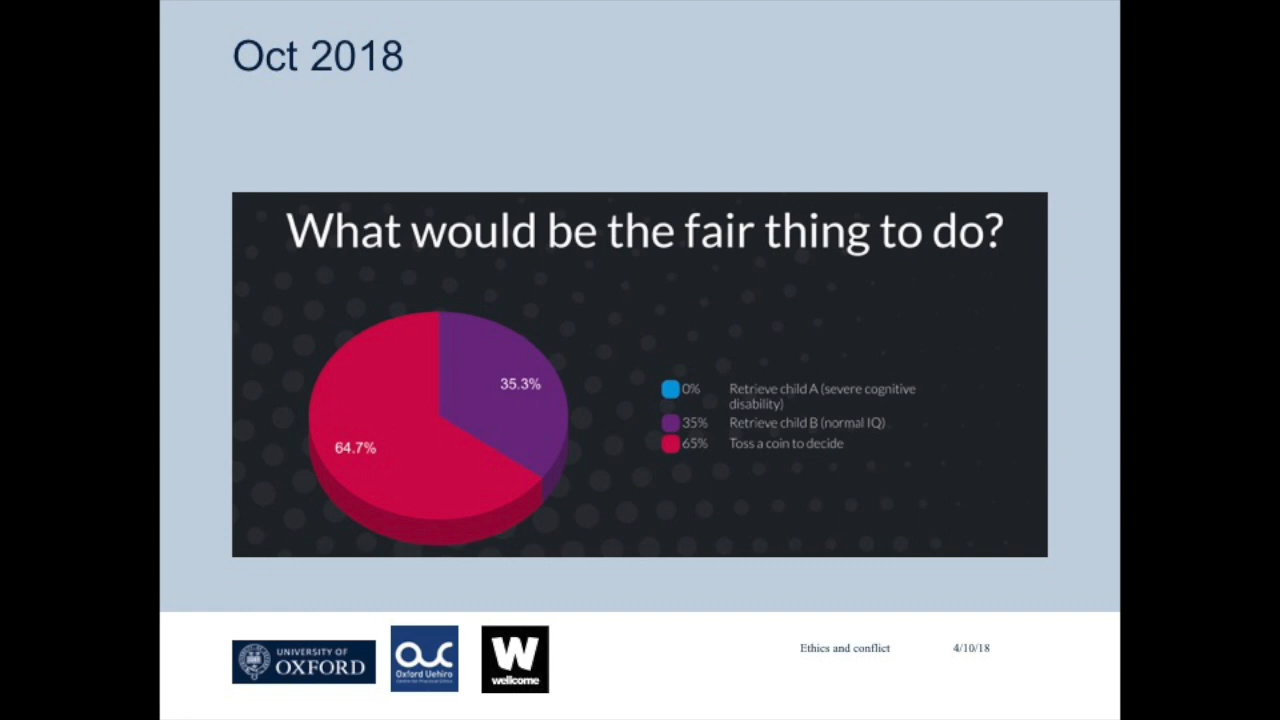 Oct 2018
What would be the fair thing to do?
35.3%
64.7%
0% Retrieve child A (severe cognitive
disability)
35% Retrieve child B (normal IQ)
65% Toss a coin to decide
UNIVERSITY OF
OXFORD
Oxford Uehiro
W
wellcome
Ethics and conflict
4/10/18